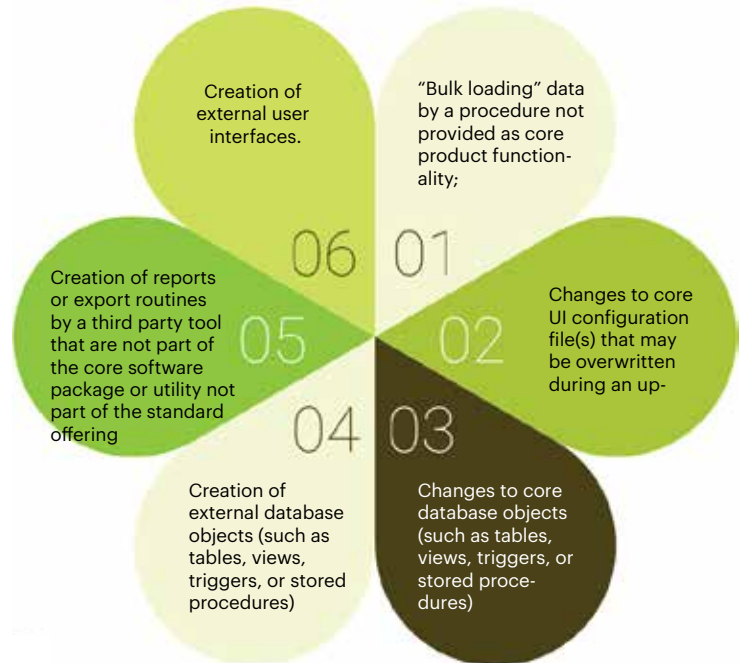 “Bulk loading” data
by a procedure not
provided as core
product function-
ality;
01
Changes to core
UI configuration
file(s) that may
be overwritten
during an up-
02
Changes to core
database objects
(such as tables,
views, triggers, or
stored proce-
dures)
03
Creation of
external database
objects (such as
tables, views,
triggers, or stored
procedures)
04
Creation of reports
or export routines
by a third party tool
that are not part of
the core software
package or utility not
part of the standard
offering
05
Creation of
external user
interfaces.
06